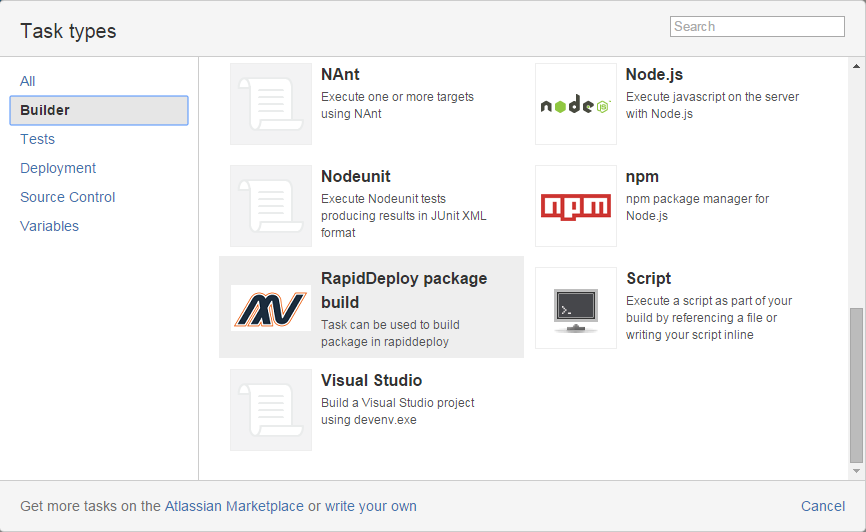 Task types
Search
All
Builder
Tests
Deployment
Source Control
Variables
NAnt
Execute one or more targets
using NAnt
Node.js
Execute javascript on the server
with Node.js
node JS
Nodeunit
Execute Nodeunit tests
producing results in JUnit XML
format
npm
npm
npm package manager for
Node.js
RapidDeploy package
build
Task can be used to build
package in rapiddeploy
Script
Execute a script as part of your
build by referencing a file or
writing your script inline
Visual Studio
Build a Visual Studio project
using devenv.exe
Get more tasks on the Atlassian Marketplace or write your own
Cancel